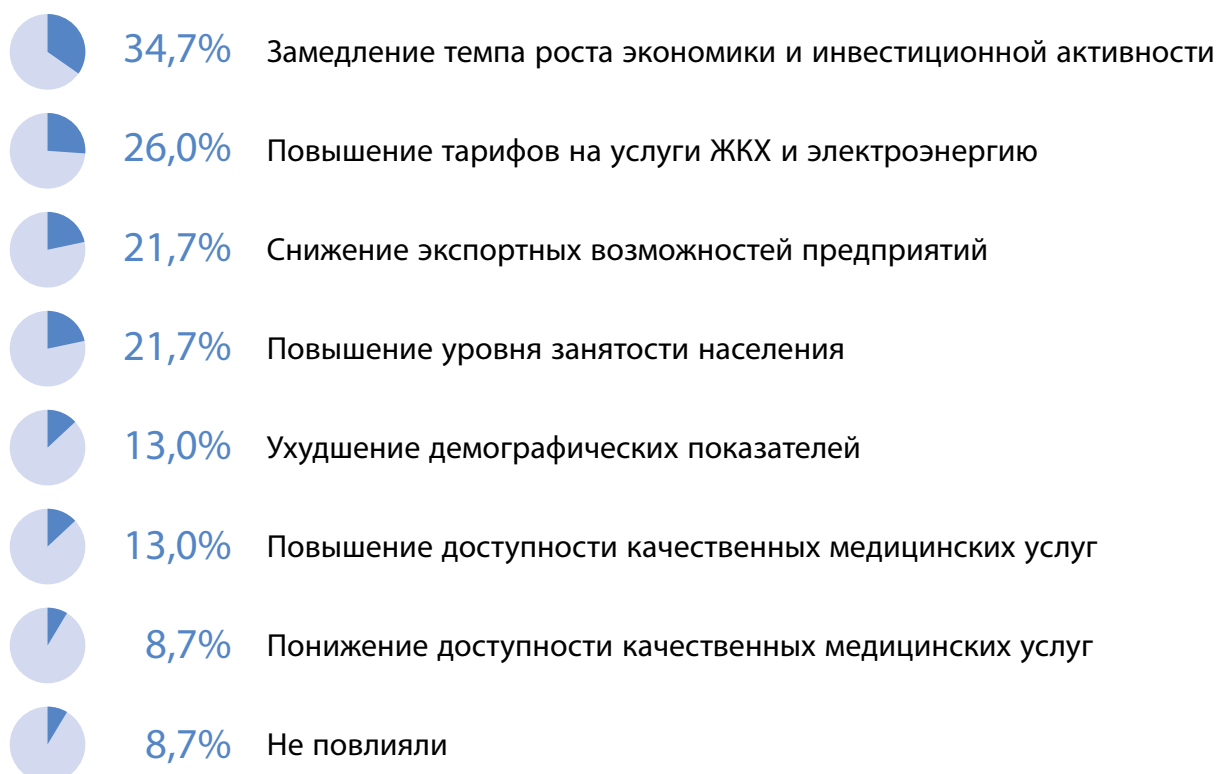 34,7% Замедление темпа роста экономики и инвестиционной активности
26,0% Повышение тарифов на услуги ЖКХ и электроэнергию
21,7% Снижение экспортных возможностей предприятий
21,7% Повышение уровня занятости населения
13,0% Ухудшение демографических показателей
13,0% Повышение доступности качественных медицинских услуг
8,7% Понижение доступности качественных медицинских услуг
8,7% Не повлияли